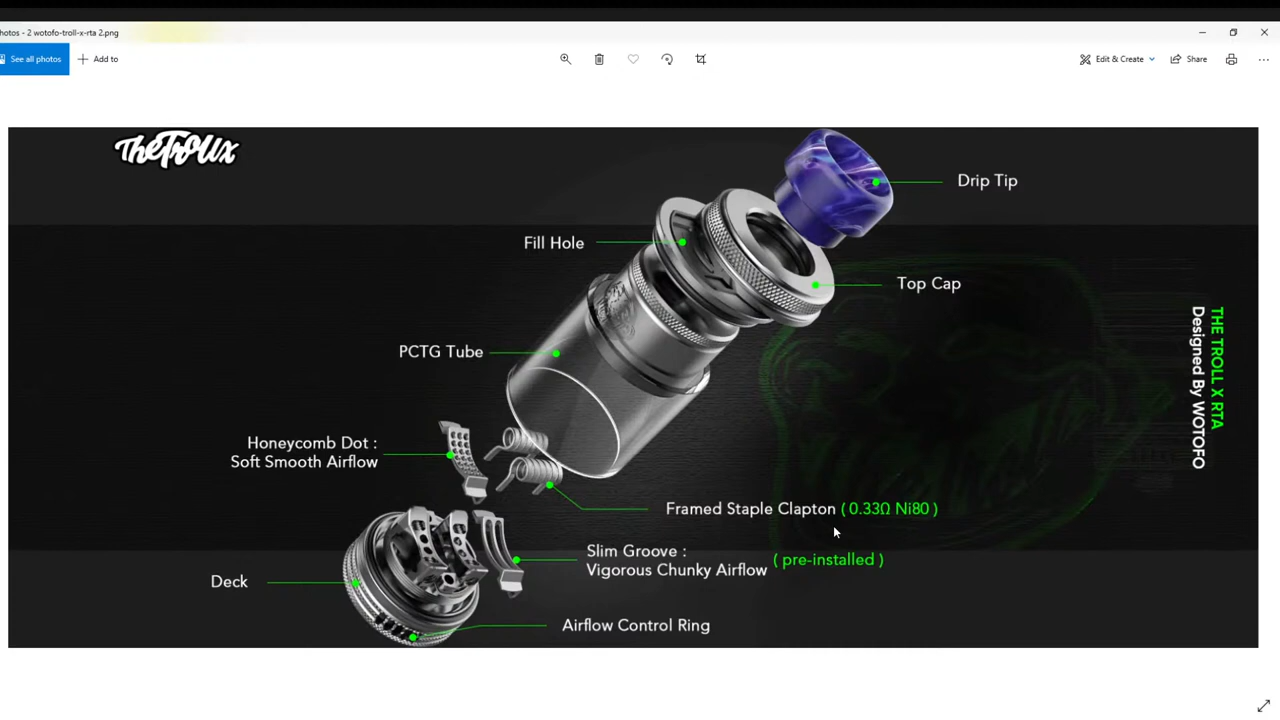 hotos - 2 wotofo-troll-x-rta 2.png
See all photos
Add to
Edit & Create
Share
TheTrollX
Drip Tip
Fill Hole
Top Cap
PCTG Tube
THE TROLL X RTA
Designed By WOTOFO
Honeycomb Dot :
Soft Smooth Airflow
Framed Staple Clapton ( 0.33Ω Ni80 )
Slim Groove :
Vigorous Chunky Airflow ( pre-installed )
Deck
Airflow Control Ring